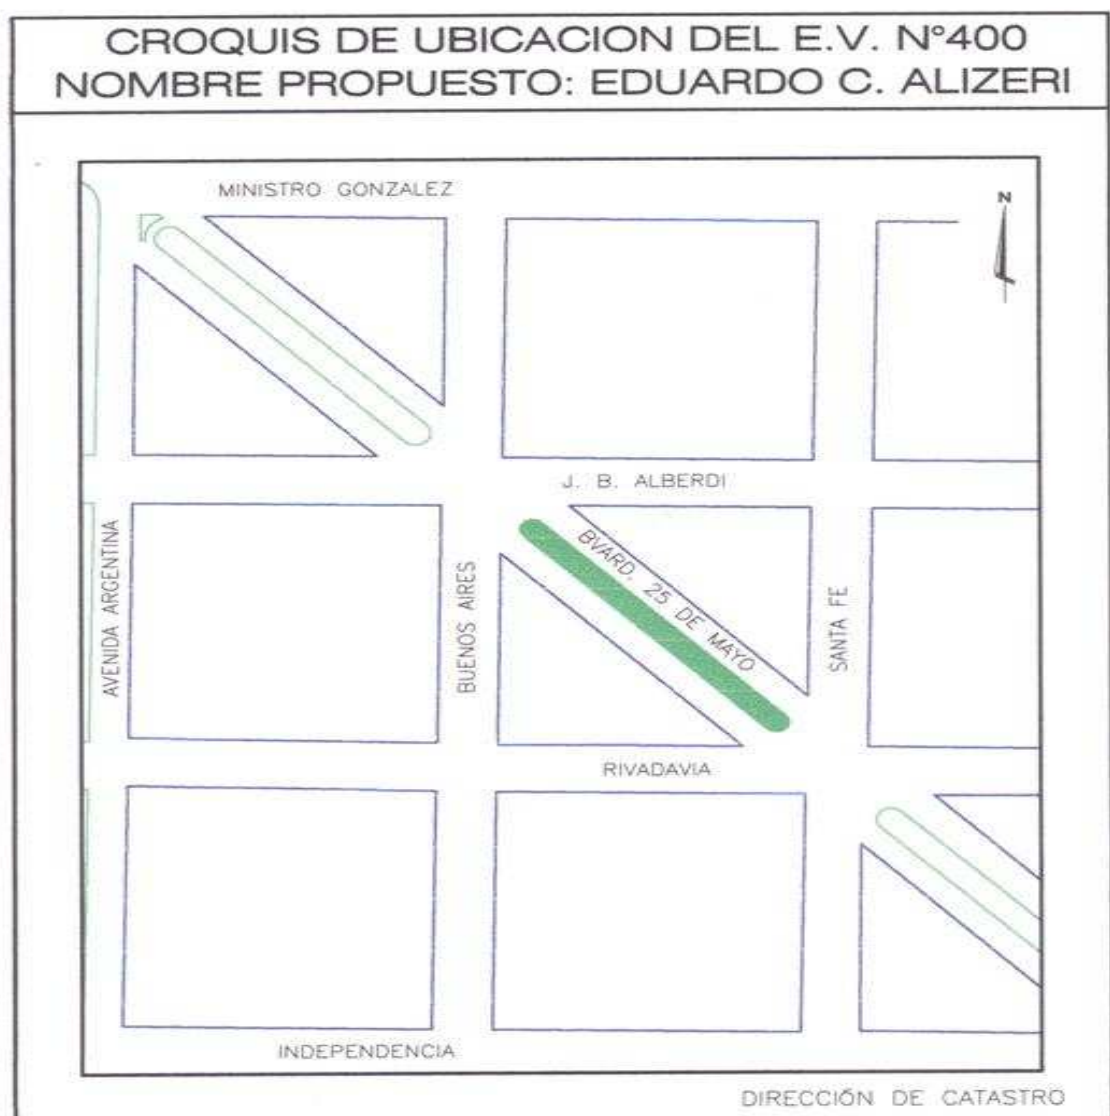 CROQUIS DE UBICACION DEL E.V. N°400
NOMBRE PROPUESTO: EDUARDO C. ALIZERI
MINISTRO GONZALEZ
N
J. B. ALBERDI
AVENIDA ARGENTINA
BUENOS AIRES
BVARD. 25 DE MAYO
SANTA FE
RIVADAVIA
INDEPENDENCIA
DIRECCIÓN DE CATASTRO